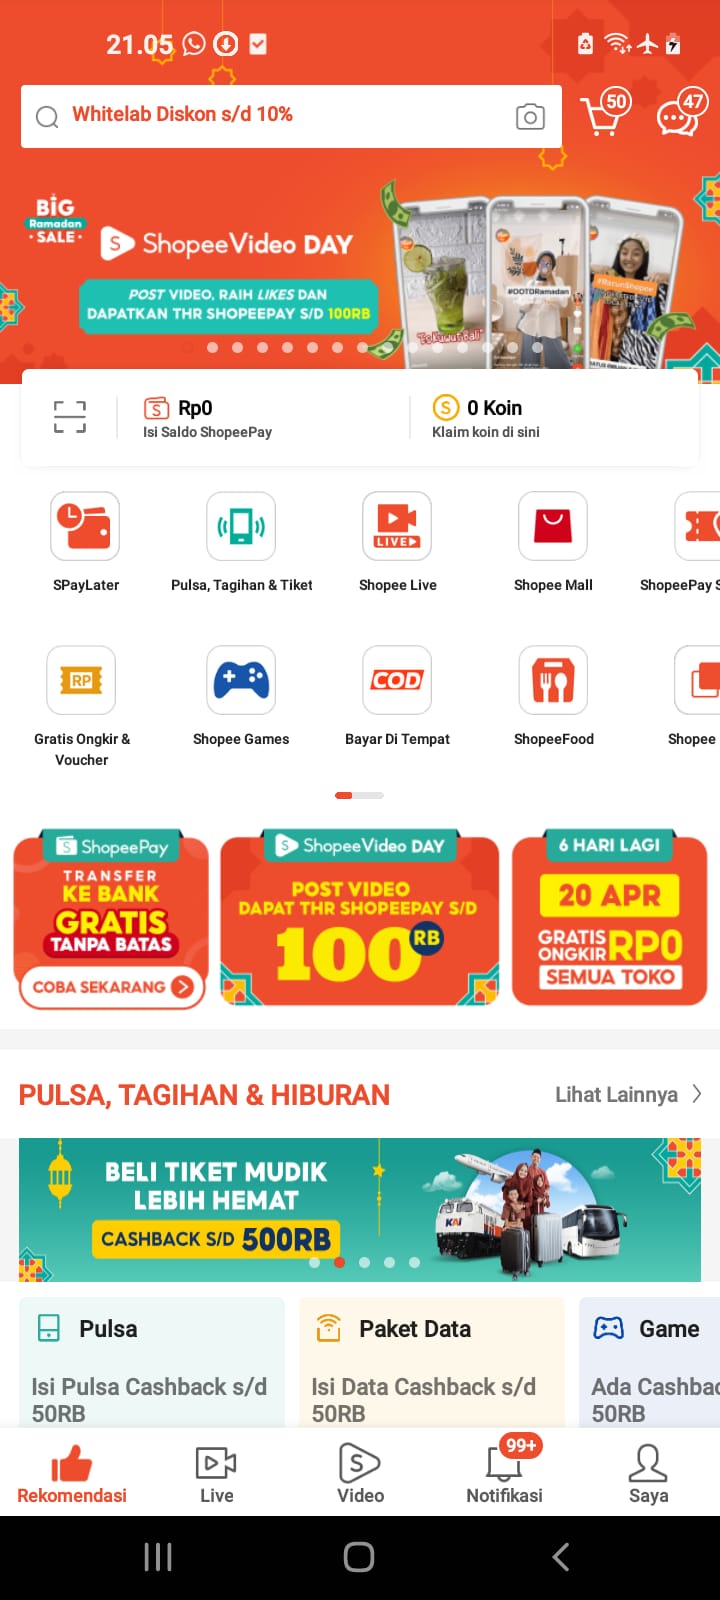 21.05
Whitelab Diskon s/d 10%
50
47
BIG
Ramadan
SALE
S ShopeeVideo DAY
POST VIDEO, RAIH LIKES DAN
DAPATKAN THR SHOPEEPAY S/D 100RB
#OOTDRamadan
#RacunShopee
Rp0
Isi Saldo ShopeePay
0 Koin
Klaim koin di sini
LIVE
SPayLater
Pulsa, Tagihan & Tiket
Shopee Live
Shopee Mall
ShopeePay S
RP
COD
Gratis Ongkir &
Voucher
Shopee Games
Bayar Di Tempat
ShopeeFood
Shopee
S ShopeePay
TRANSFER
KE BANK
GRATIS
TANPA BATAS
COBA SEKARANG
S ShopeeVideo DAY
POST VIDEO
DAPAT THR SHOPEEPAY S/D
100RB
6 HARI LAGI
20 APR
GRATIS
ONGKIR RP0
SEMUA TOKO
PULSA, TAGIHAN & HIBURAN
Lihat Lainnya
BELI TIKET MUDIK
LEBIH HEMAT
CASHBACK S/D 500RB
KAI
Pulsa
Isi Pulsa Cashback s/d
50RB
Paket Data
Isi Data Cashback s/d
50RB
Game
Ada Cashbac
50RB
99+
Rekomendasi
Live
Video
Notifikasi
Saya